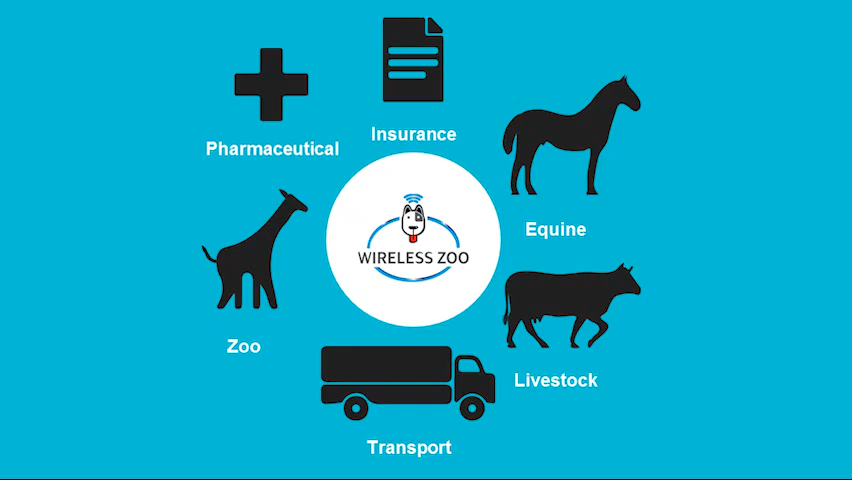 Insurance
Pharmaceutical
Equine
WIRELESS ZOO
Zoo
Livestock
Transport